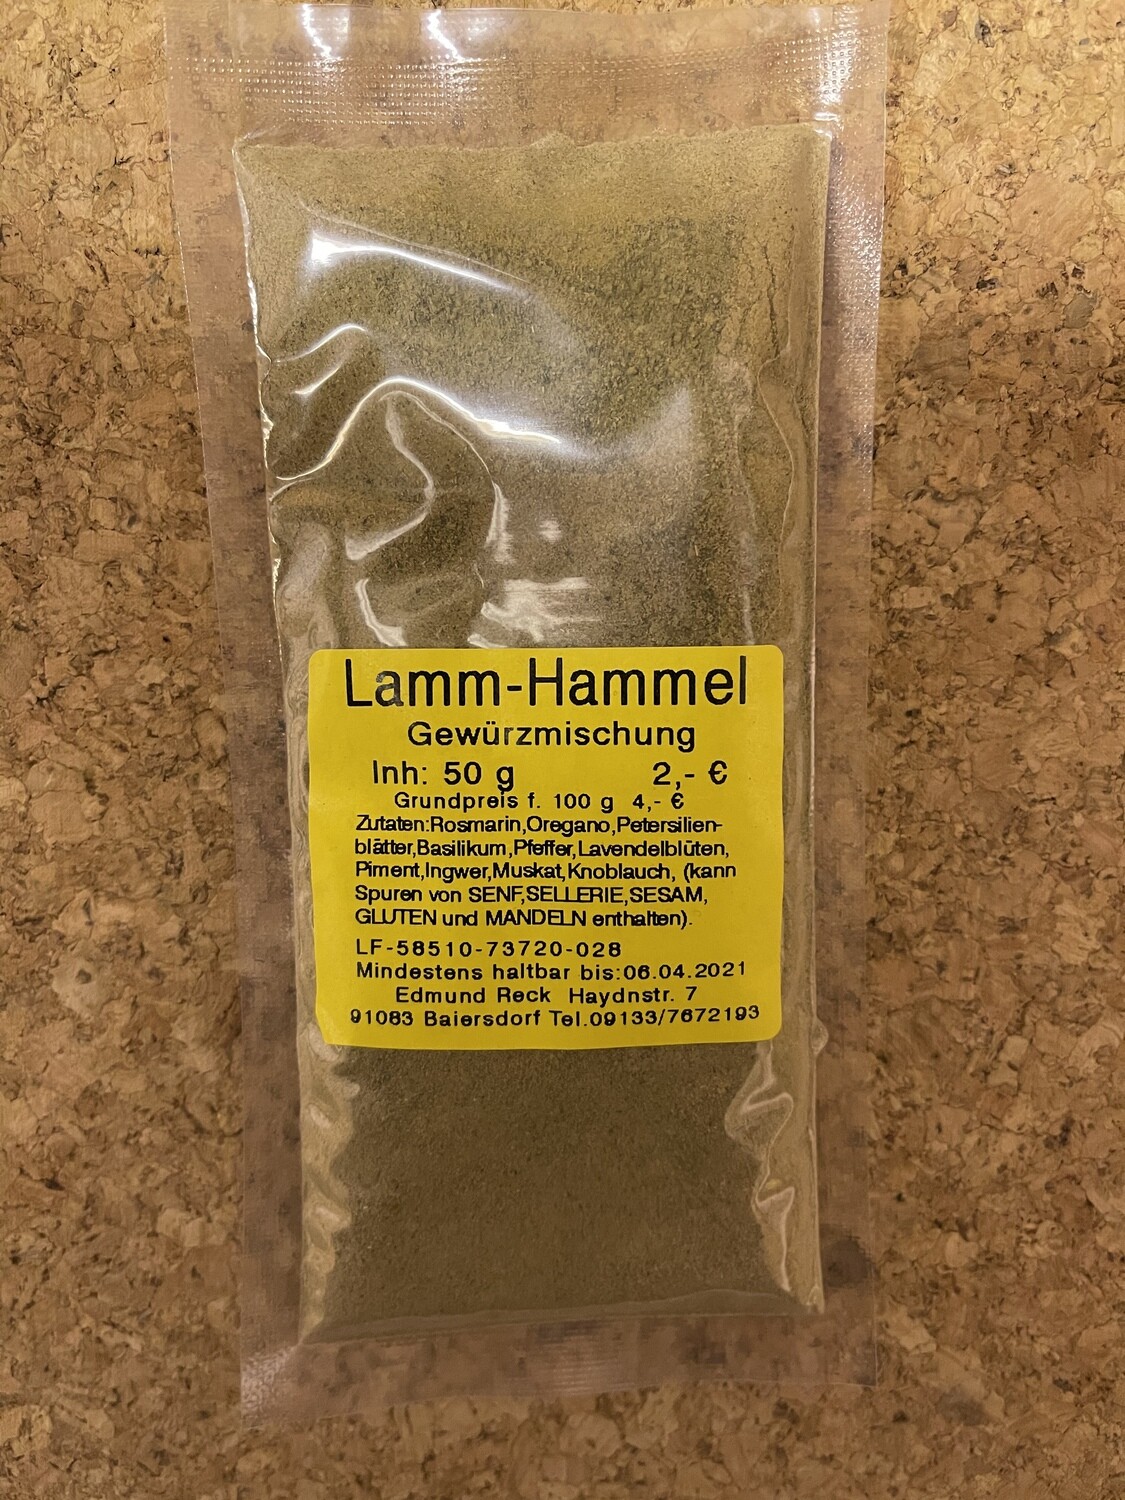 Lamm-Hammel
Gewürzmischung
Inh: 50 g 2,- €
Grundpreis f. 100 g 4,- €
Zutaten:Rosmarin,Oregano,Petersilien-
blätter,Basilikum,Pfeffer,Lavendelblüten,
Piment,Ingwer,Muskat,Knoblauch, (kann
Spuren von SENF,SELLERIE,SESAM,
GLUTEN und MANDELN enthalten).
LF-58510-73720-028
Mindestens haltbar bis:06.04.2021
Edmund Reck Haydnstr. 7
91083 Baiersdorf Tel.09133/7672193